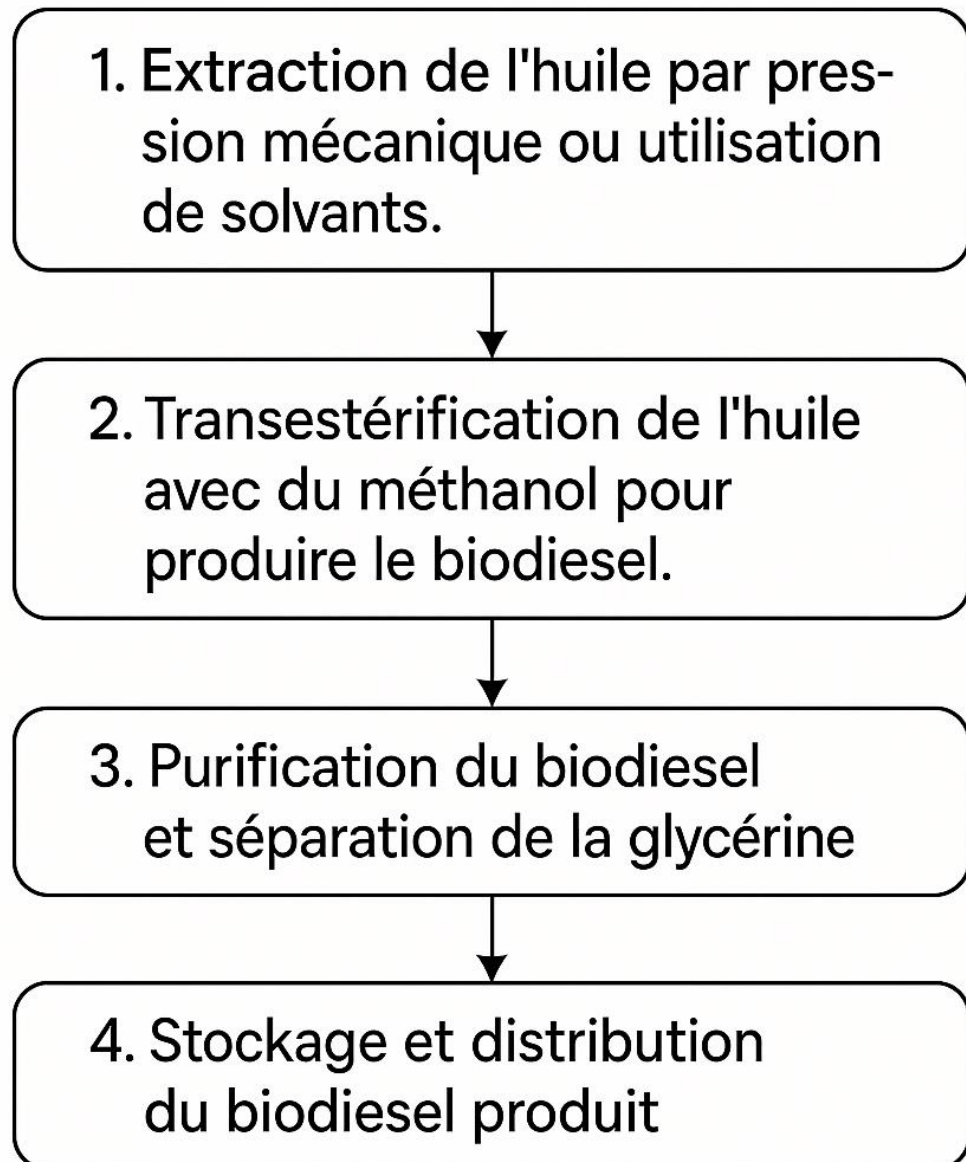 1. Extraction de l'huile par pres-
sion mécanique ou utilisation
de solvants.
2. Transestérification de l'huile
avec du méthanol pour
produire le biodiesel.
3. Purification du biodiesel
et séparation de la glycérine
4. Stockage et distribution
du biodiesel produit